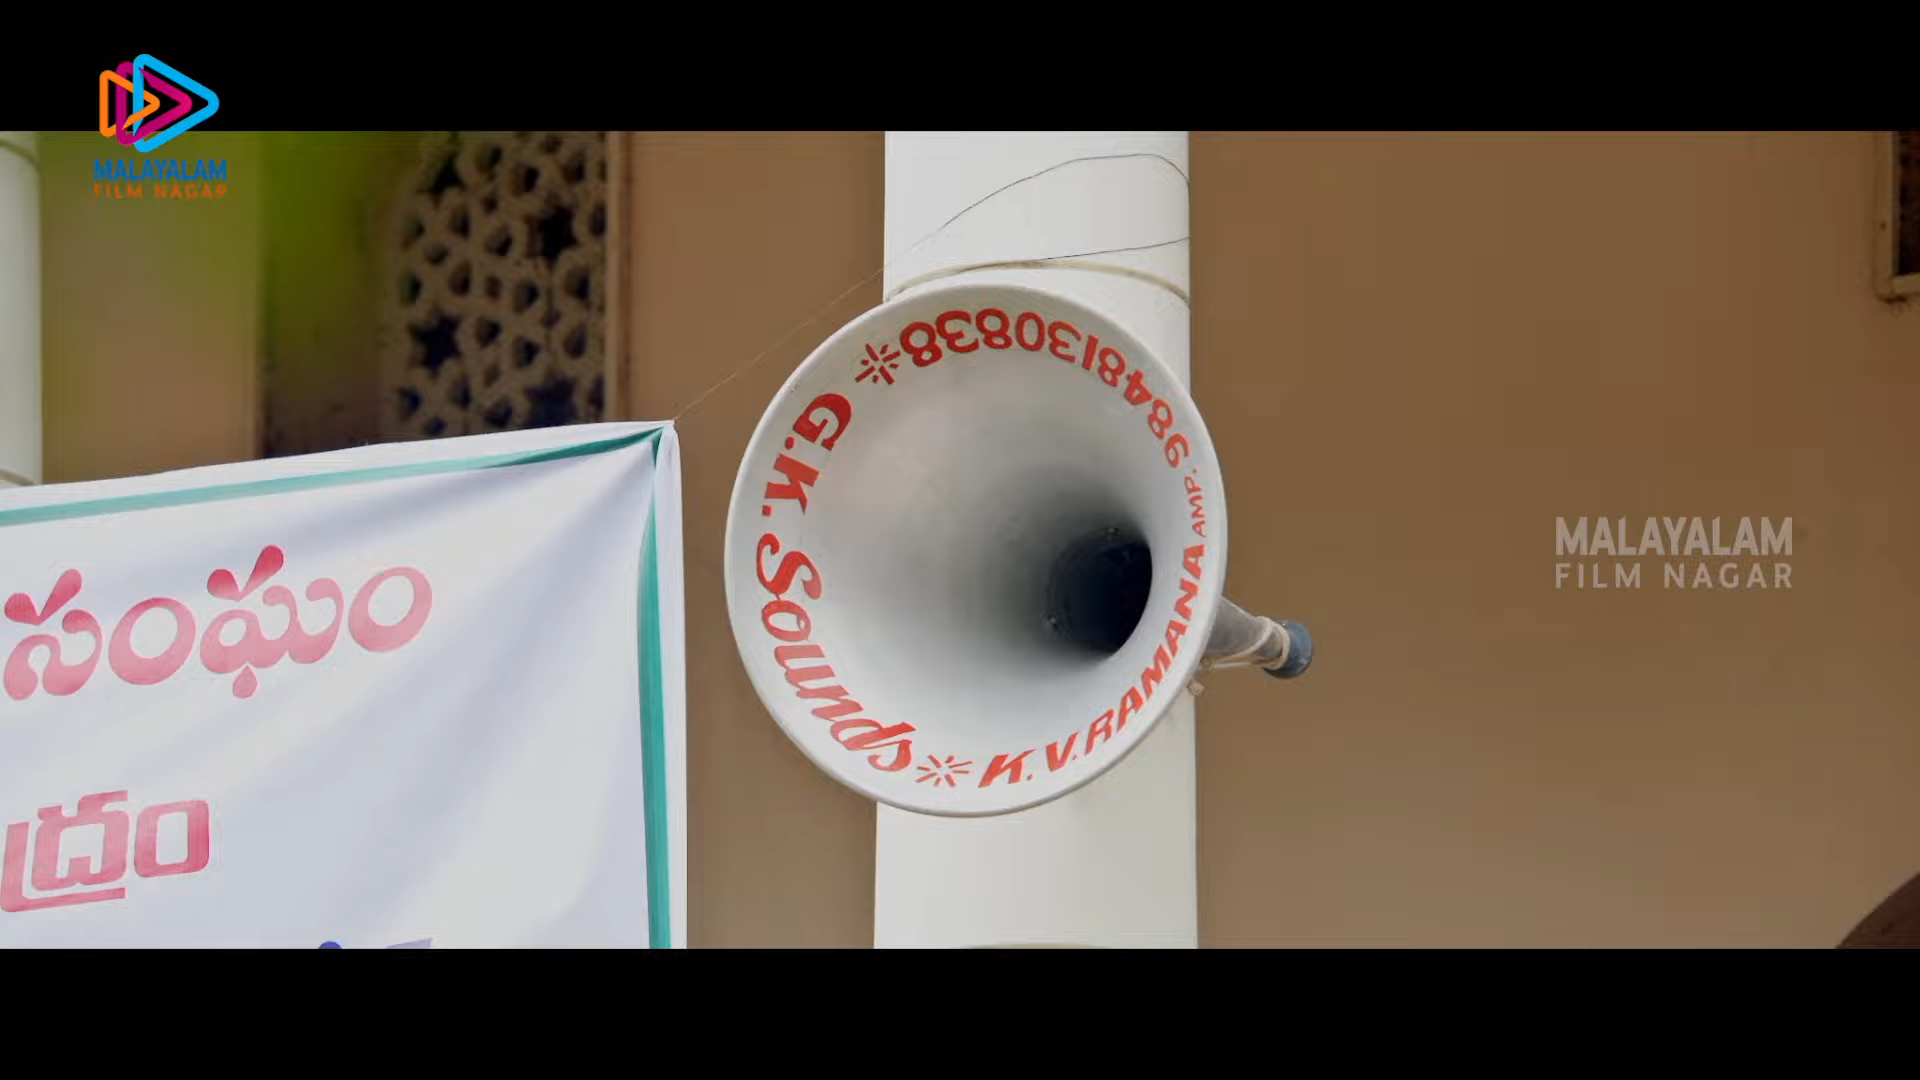 MALAYALAM
FILM NAGAR
G.K. Sounds
K.V.RAMANA AMP.
9848130838
MALAYALAM
FILM NAGAR
సంఘం
ద్రం